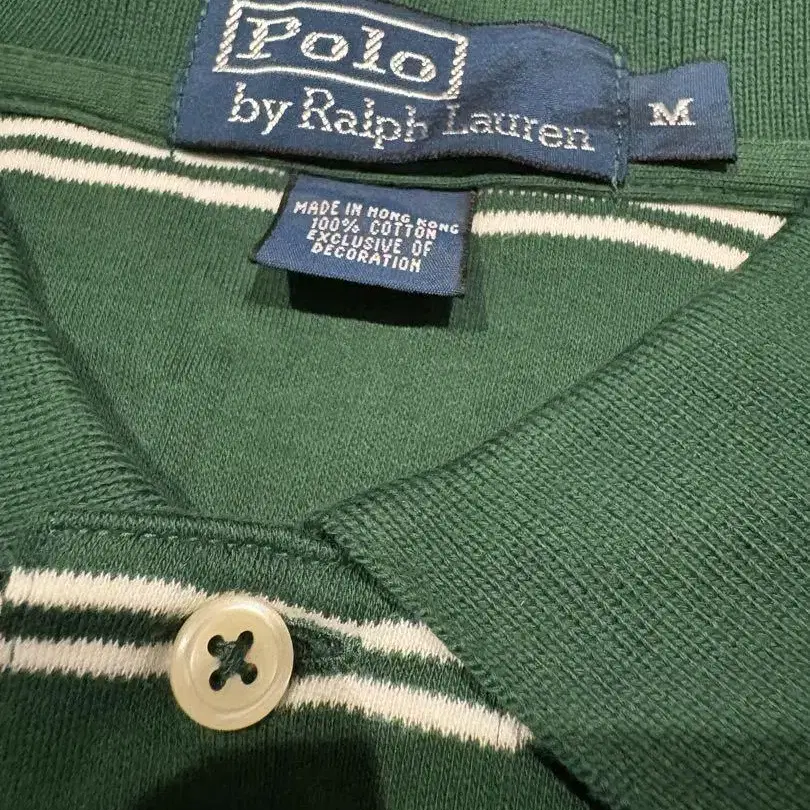 Polo
by Ralph Lauren
M
MADE IN HONG KONG
100% COTTON
EXCLUSIVE OF
DECORATION